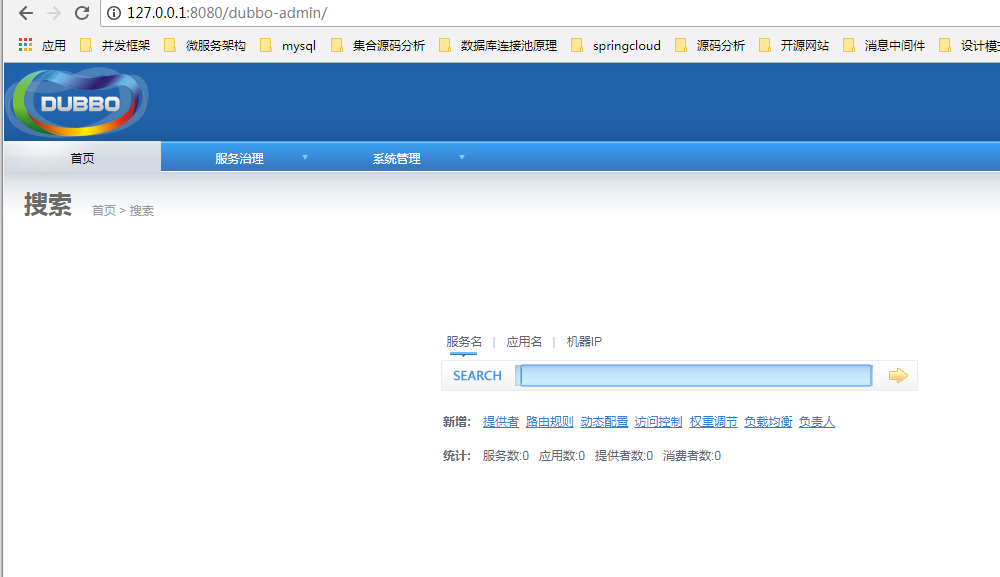 127.0.0.1:8080/dubbo-admin/
应用 并发框架 微服务架构 mysql 集合源码分析 数据库连接池原理 springcloud 源码分析 开源网站 消息中间件 设计模
DUBBO
首页 服务治理 系统管理
搜索 首页 > 搜索
服务名 | 应用名 | 机器IP
SEARCH
新增: 提供者 路由规则 动态配置 访问控制 权重调节 负载均衡 负责人
统计: 服务数:0 应用数:0 提供者数:0 消费者数:0